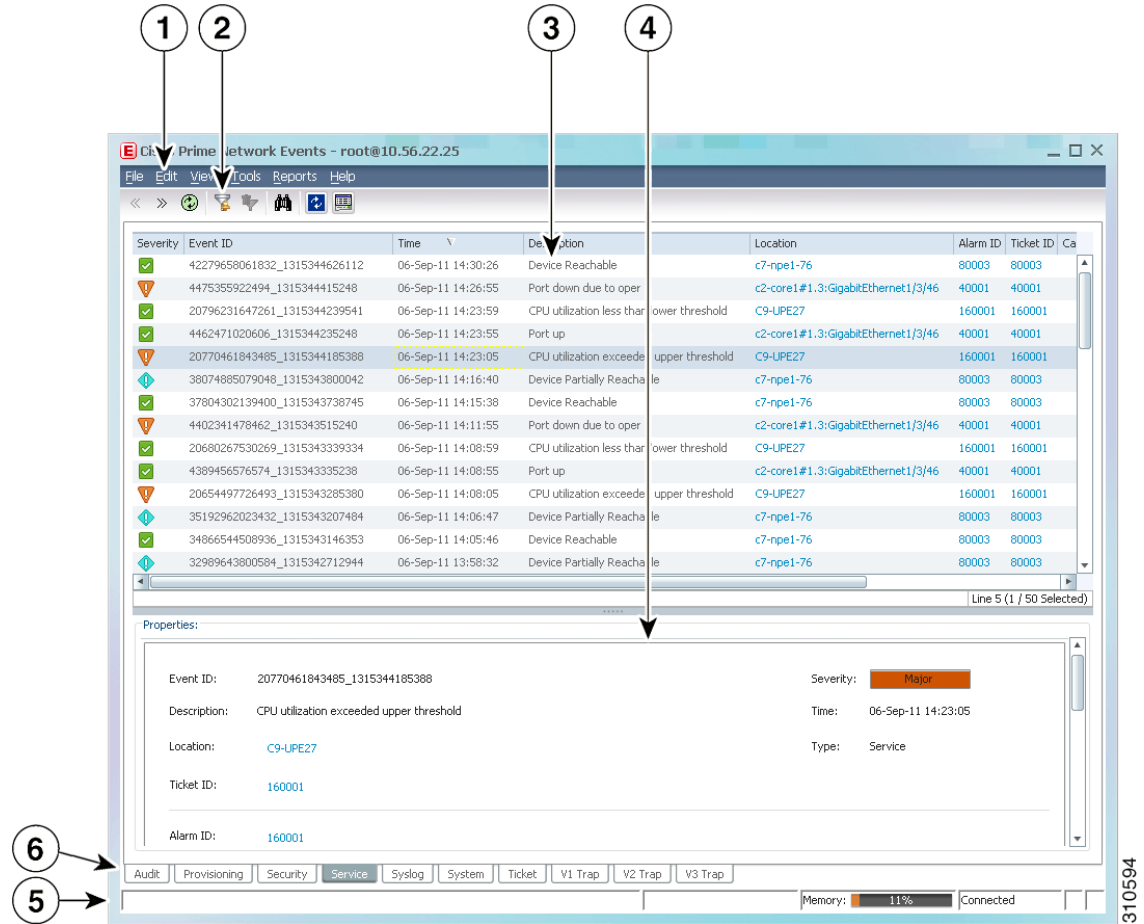 1 2 3 4
Cis Prime Network Events - root@10.56.22.25
File Edit View Tools Reports Help
Severity Event ID Time Description Location Alarm ID Ticket ID Ca
42279658061832_1315344626112 06-Sep-11 14:30:26 Device Reachable c7-npe1-76 80003 80003
4475355922494_1315344415248 06-Sep-11 14:26:55 Port down due to oper c2-core1#1.3:GigabitEthernet1/3/46 40001 40001
20796231647261_1315344239541 06-Sep-11 14:23:59 CPU utilization less than lower threshold C9-UPE27 160001 160001
4462471020606_1315344235248 06-Sep-11 14:23:55 Port up c2-core1#1.3:GigabitEthernet1/3/46 40001 40001
20770461843485_1315344185388 06-Sep-11 14:23:05 CPU utilization exceeded upper threshold C9-UPE27 160001 160001
38074885079048_1315343800042 06-Sep-11 14:16:40 Device Partially Reachable c7-npe1-76 80003 80003
37804302139400_1315343738745 06-Sep-11 14:15:38 Device Reachable c7-npe1-76 80003 80003
4402341478462_1315343515240 06-Sep-11 14:11:55 Port down due to oper c2-core1#1.3:GigabitEthernet1/3/46 40001 40001
20680267530269_1315343339334 06-Sep-11 14:08:59 CPU utilization less than lower threshold C9-UPE27 160001 160001
4389456576574_1315343335238 06-Sep-11 14:08:55 Port up c2-core1#1.3:GigabitEthernet1/3/46 40001 40001
20654497726493_1315343285380 06-Sep-11 14:08:05 CPU utilization exceeded upper threshold C9-UPE27 160001 160001
35192962023432_1315343207484 06-Sep-11 14:06:47 Device Partially Reachable c7-npe1-76 80003 80003
34866544508936_1315343146353 06-Sep-11 14:05:46 Device Reachable c7-npe1-76 80003 80003
32989643800584_1315342712944 06-Sep-11 13:58:32 Device Partially Reachable c7-npe1-76 80003 80003
Line 5 (1 / 50 Selected)
Properties:
Event ID: 20770461843485_1315344185388 Severity: Major
Description: CPU utilization exceeded upper threshold Time: 06-Sep-11 14:23:05
Location: C9-UPE27 Type: Service
Ticket ID: 160001
Alarm ID: 160001
6
Audit Provisioning Security Service Syslog System Ticket V1 Trap V2 Trap V3 Trap
5
Memory: 11% Connected
310594